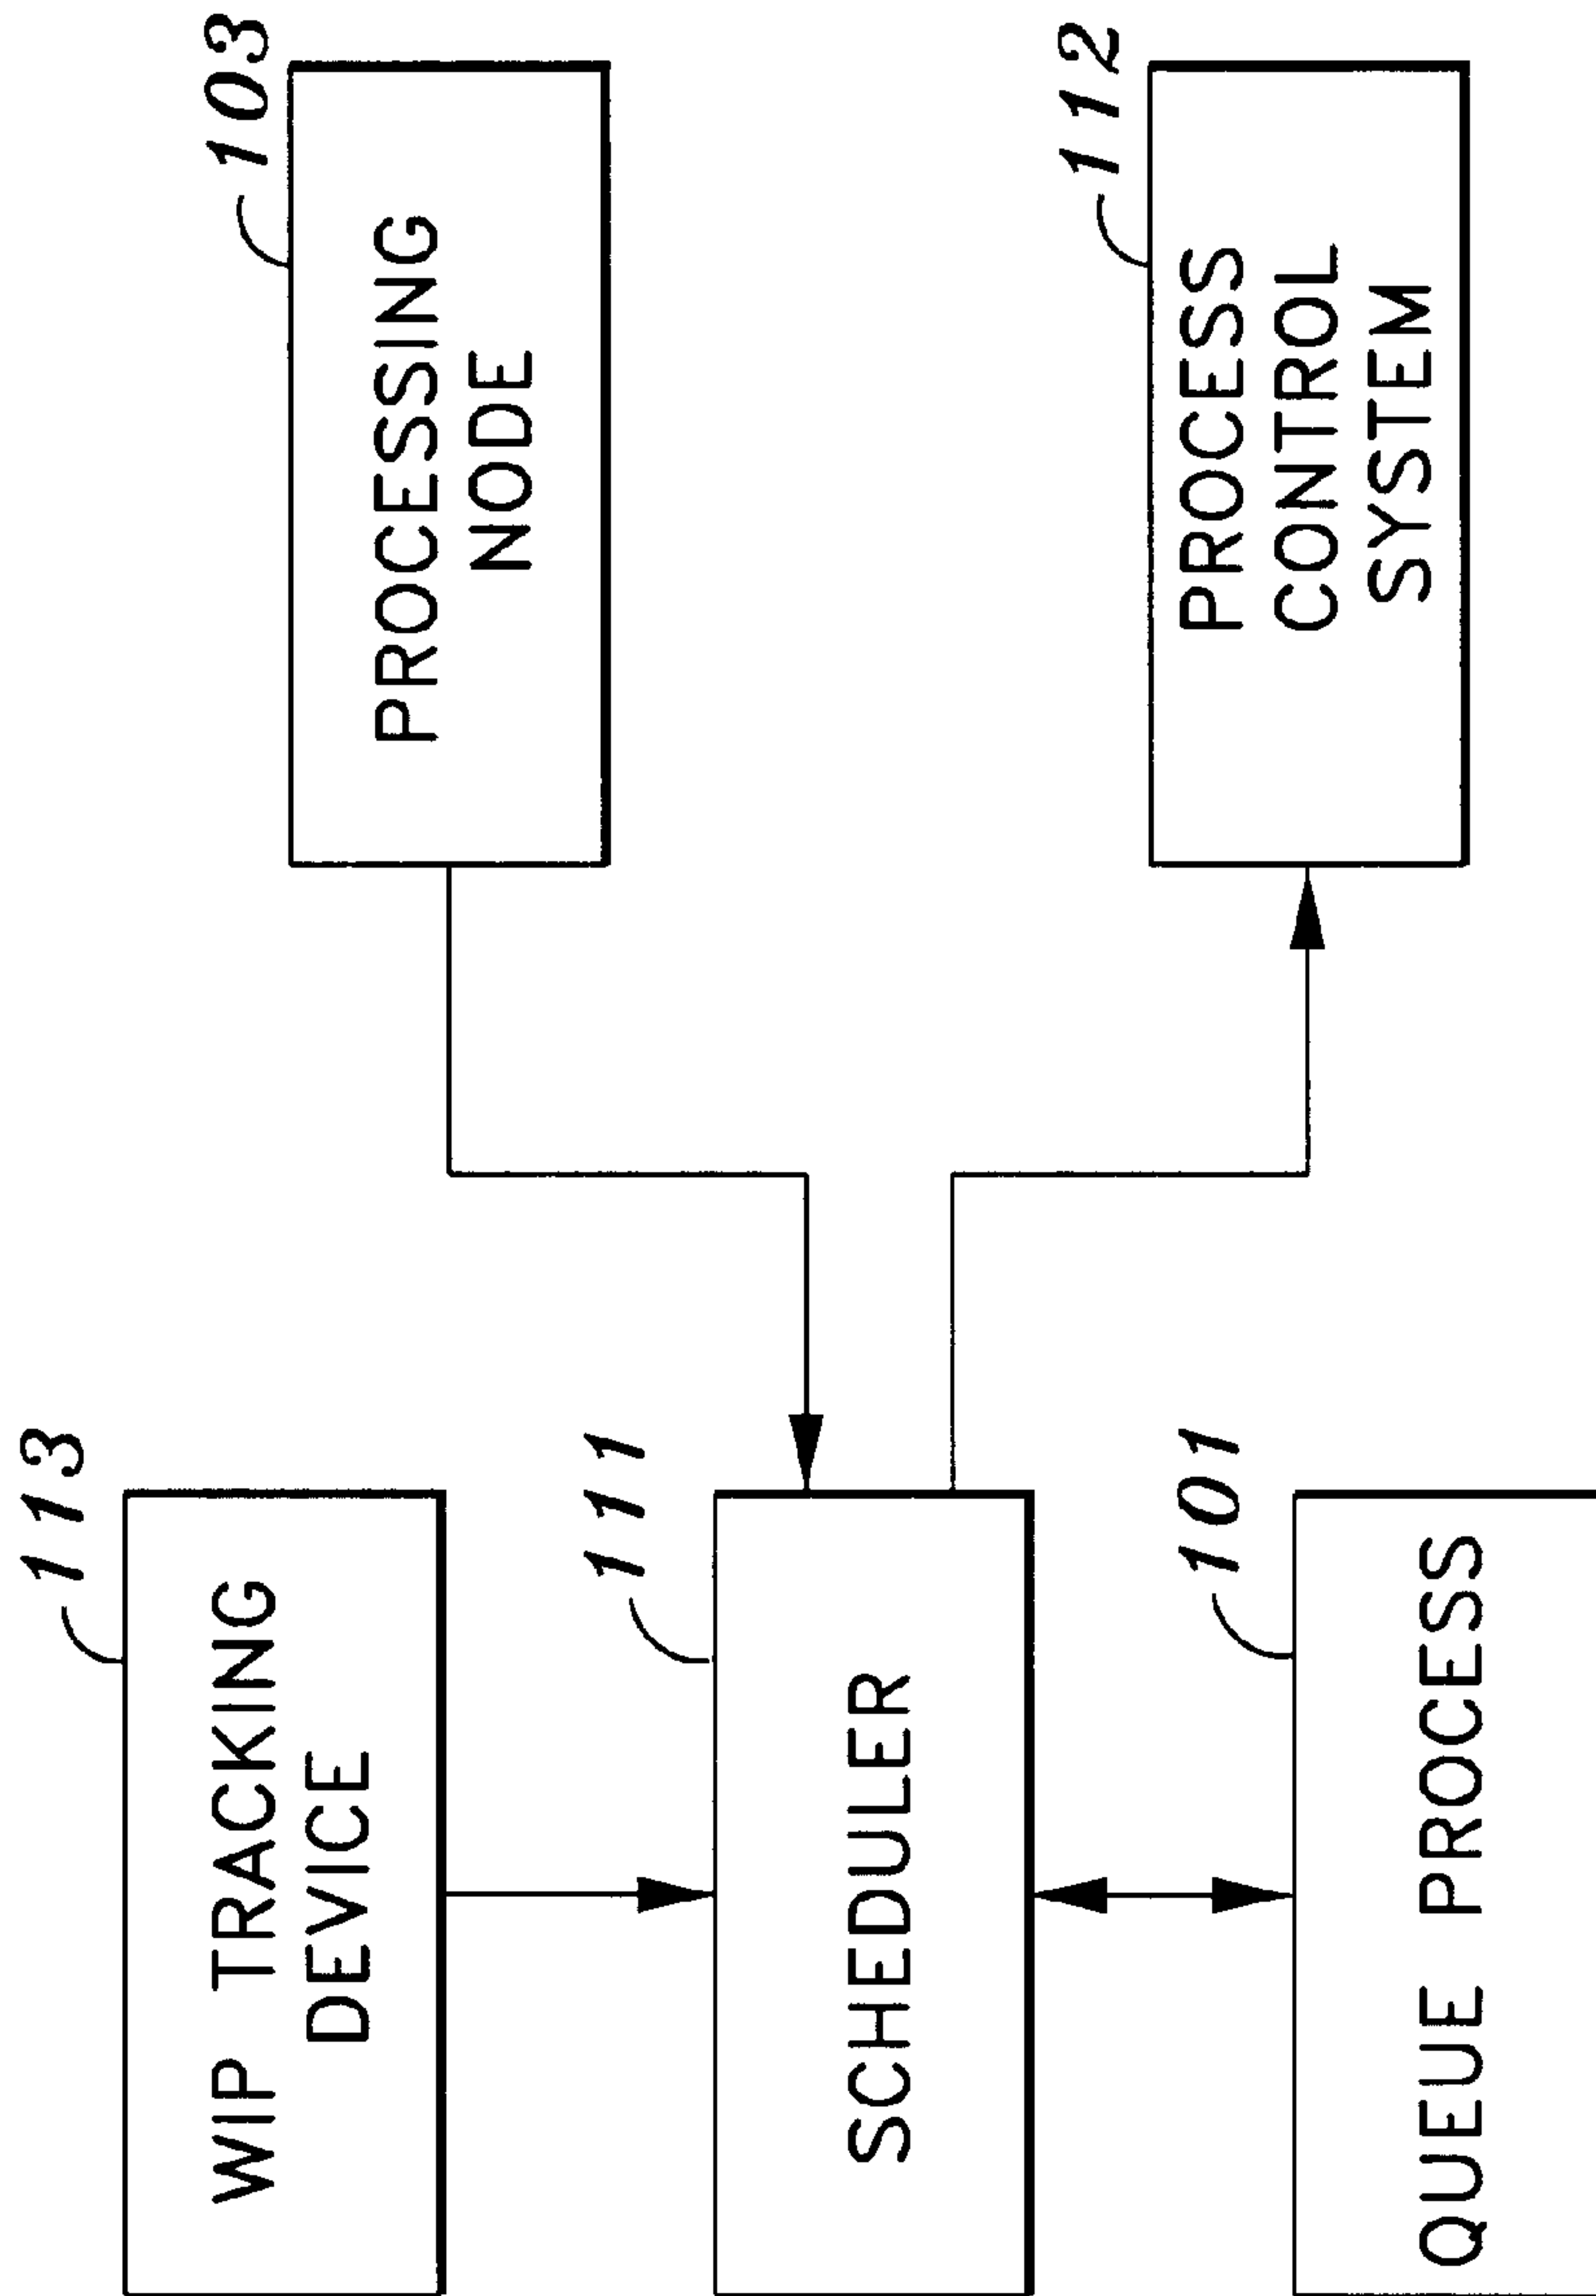 113
WIP TRACKING
DEVICE
103
PROCESSING
NODE
111
SCHEDULER
112
PROCESS
CONTROL
SYSTEM
101
QUEUE PROCESS